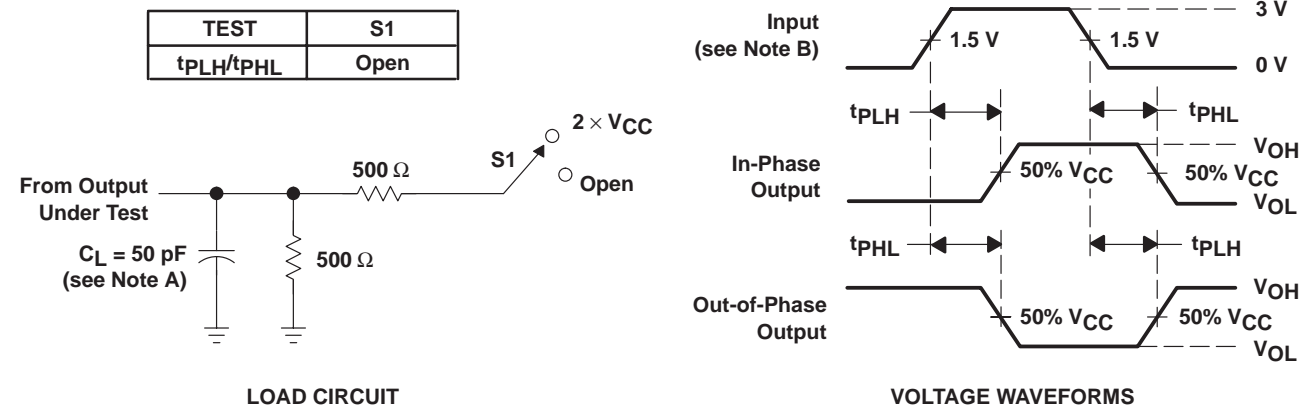 TEST S1
tPLH/tPHL Open
S1
2 × VCC
Open
500 Ω
From Output
Under Test
CL = 50 pF
(see Note A)
500 Ω
LOAD CIRCUIT
Input
(see Note B)
1.5 V
1.5 V
3 V
0 V
tPLH
tPHL
In-Phase
Output
50% VCC
50% VCC
VOH
VOL
tPHL
tPLH
Out-of-Phase
Output
50% VCC
50% VCC
VOH
VOL
VOLTAGE WAVEFORMS